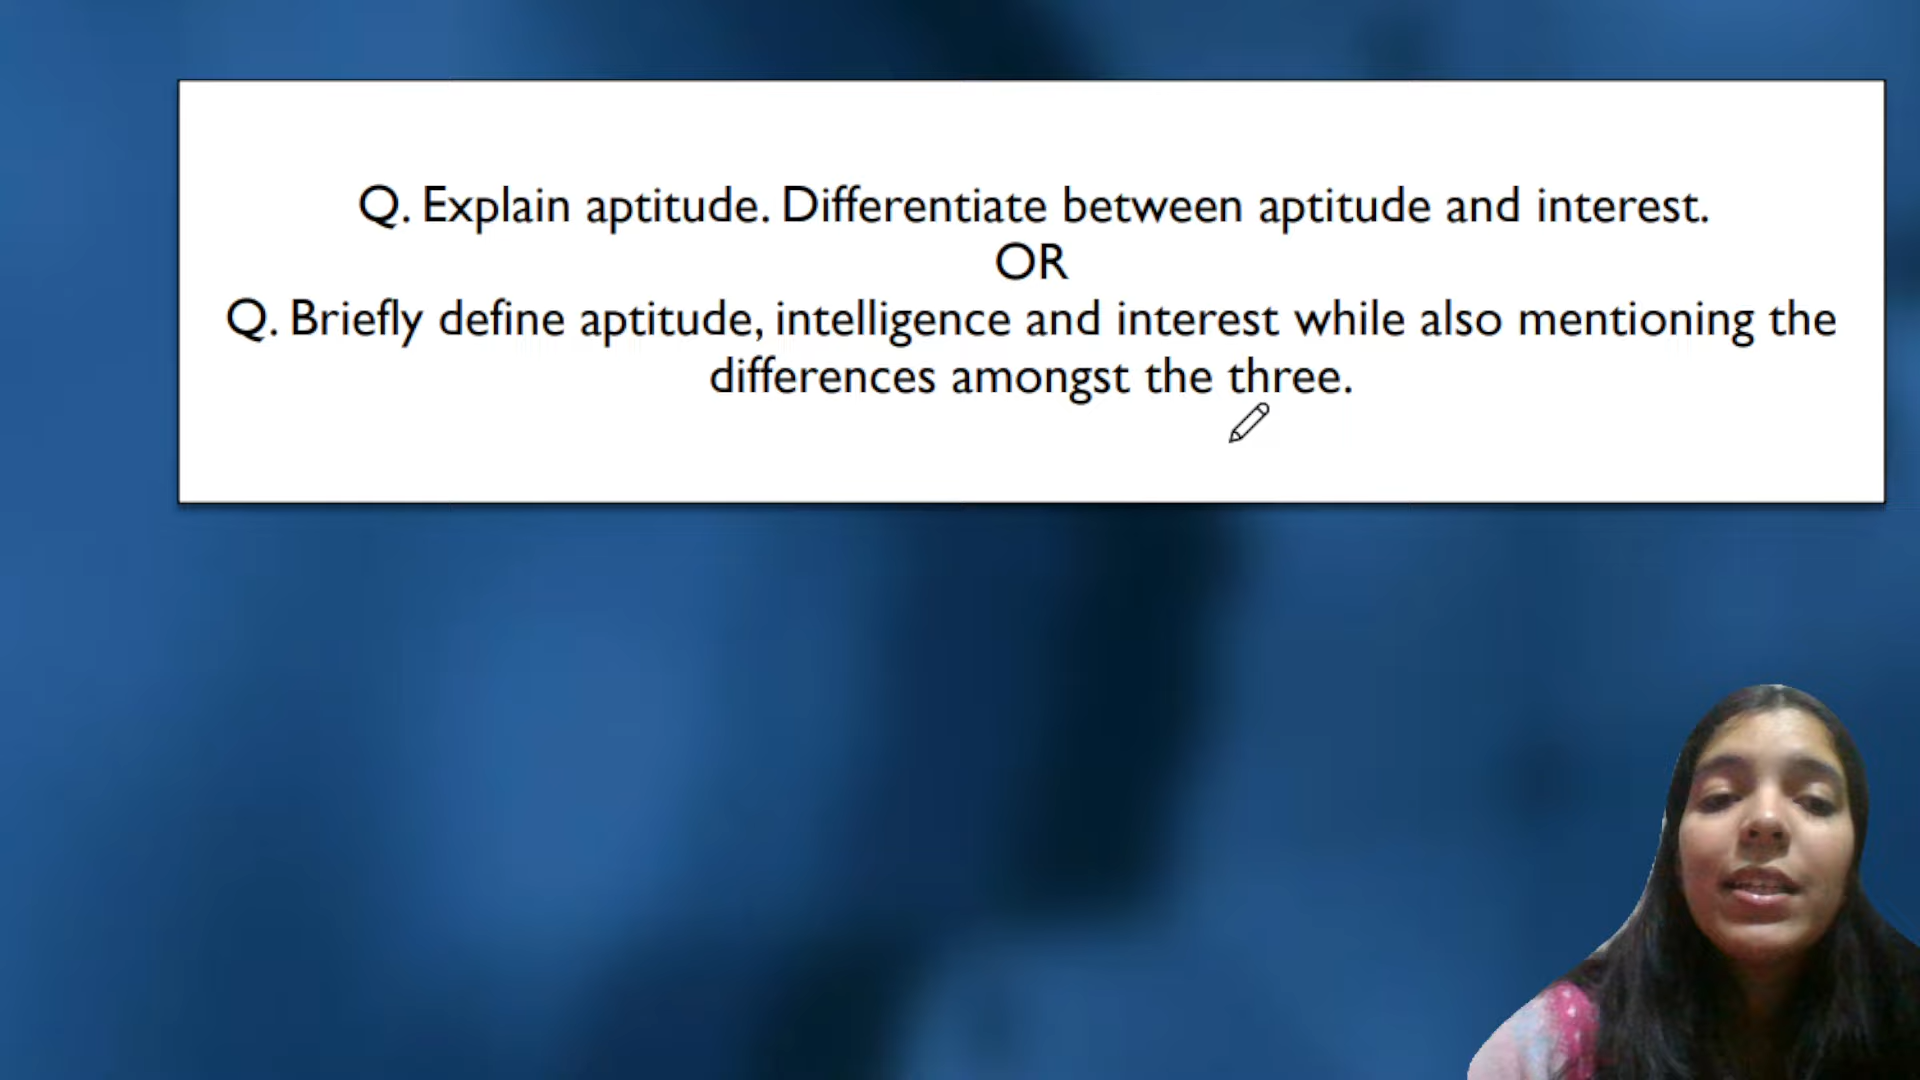 Q. Explain aptitude. Differentiate between aptitude and interest.
OR
Q. Briefly define aptitude, intelligence and interest while also mentioning the
differences amongst the three.